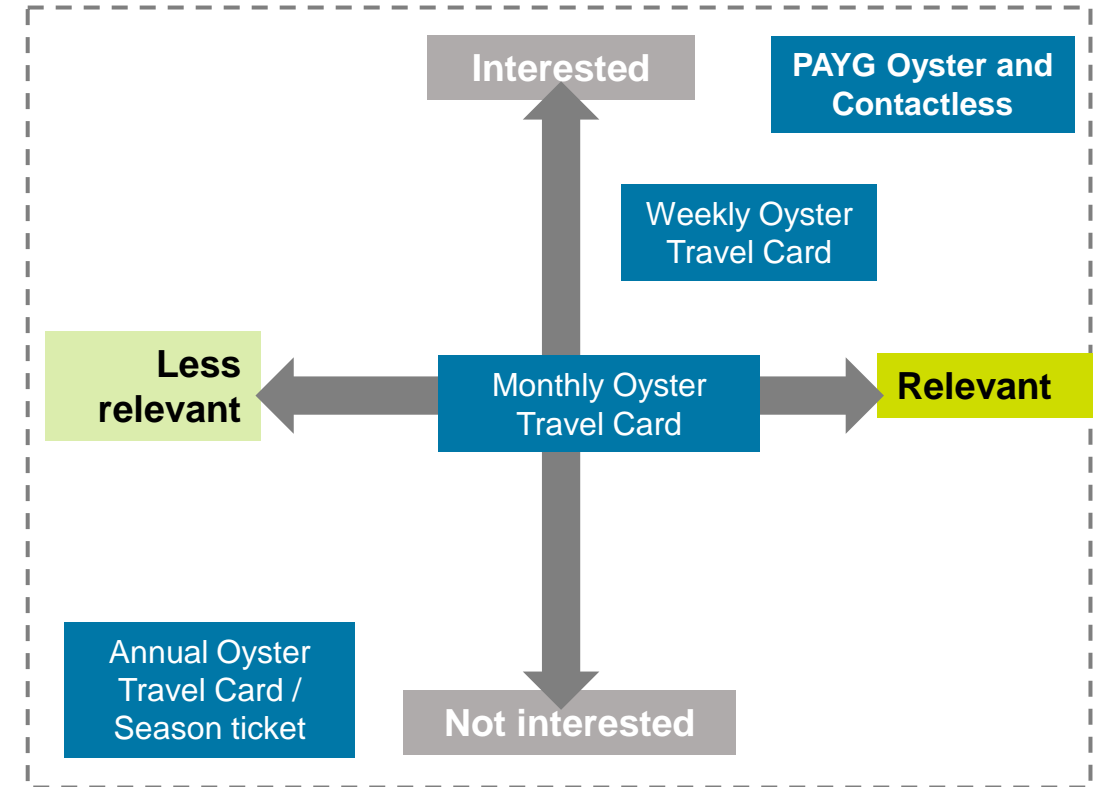 Interested
PAYG Oyster and
Contactless
Weekly Oyster
Travel Card
Less
relevant
Monthly Oyster
Travel Card
Relevant
Annual Oyster
Travel Card /
Season ticket
Not interested